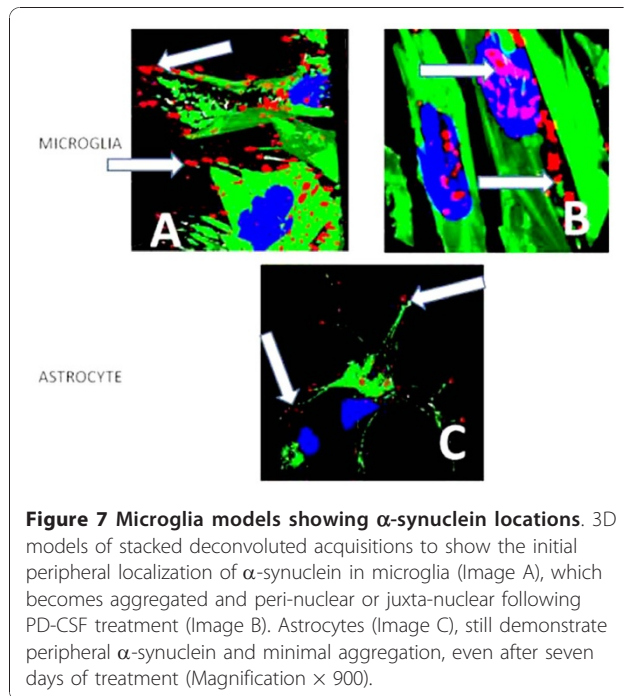 MICROGLIA
A
B
ASTROCYTE
C
Figure 7 Microglia models showing α-synuclein locations. 3D
models of stacked deconvoluted acquisitions to show the initial
peripheral localization of α-synuclein in microglia (Image A), which
becomes aggregated and peri-nuclear or juxta-nuclear following
PD-CSF treatment (Image B). Astrocytes (Image C), still demonstrate
peripheral α-synuclein and minimal aggregation, even after seven
days of treatment (Magnification × 900).